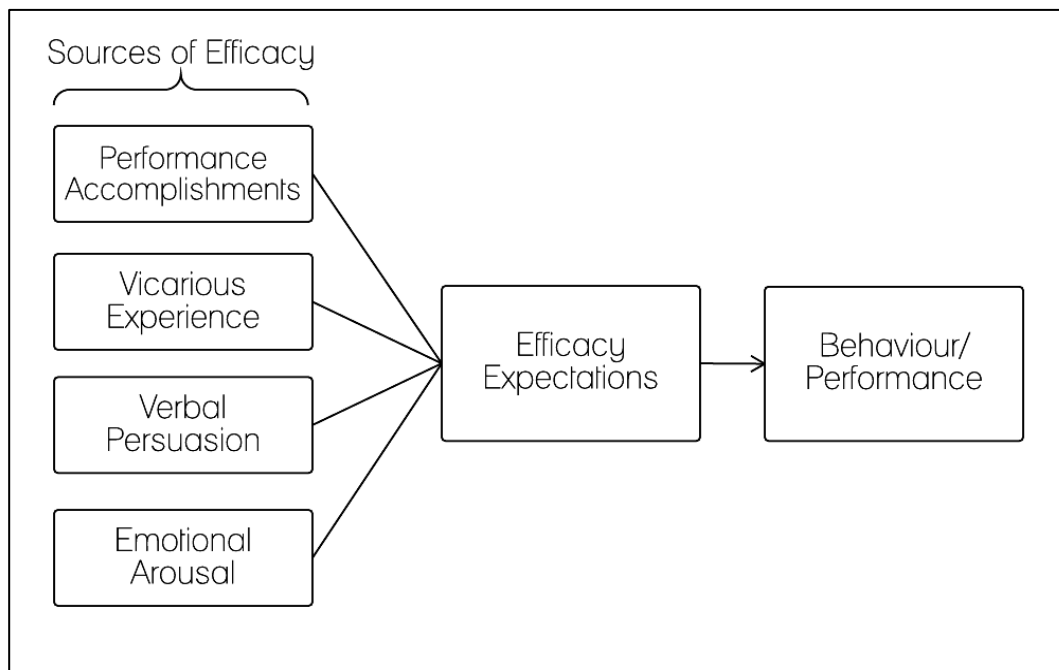 Sources of Efficacy
Performance
Accomplishments
Vicarious
Experience
Verbal
Persuasion
Emotional
Arousal
Efficacy
Expectations
Behaviour/
Performance